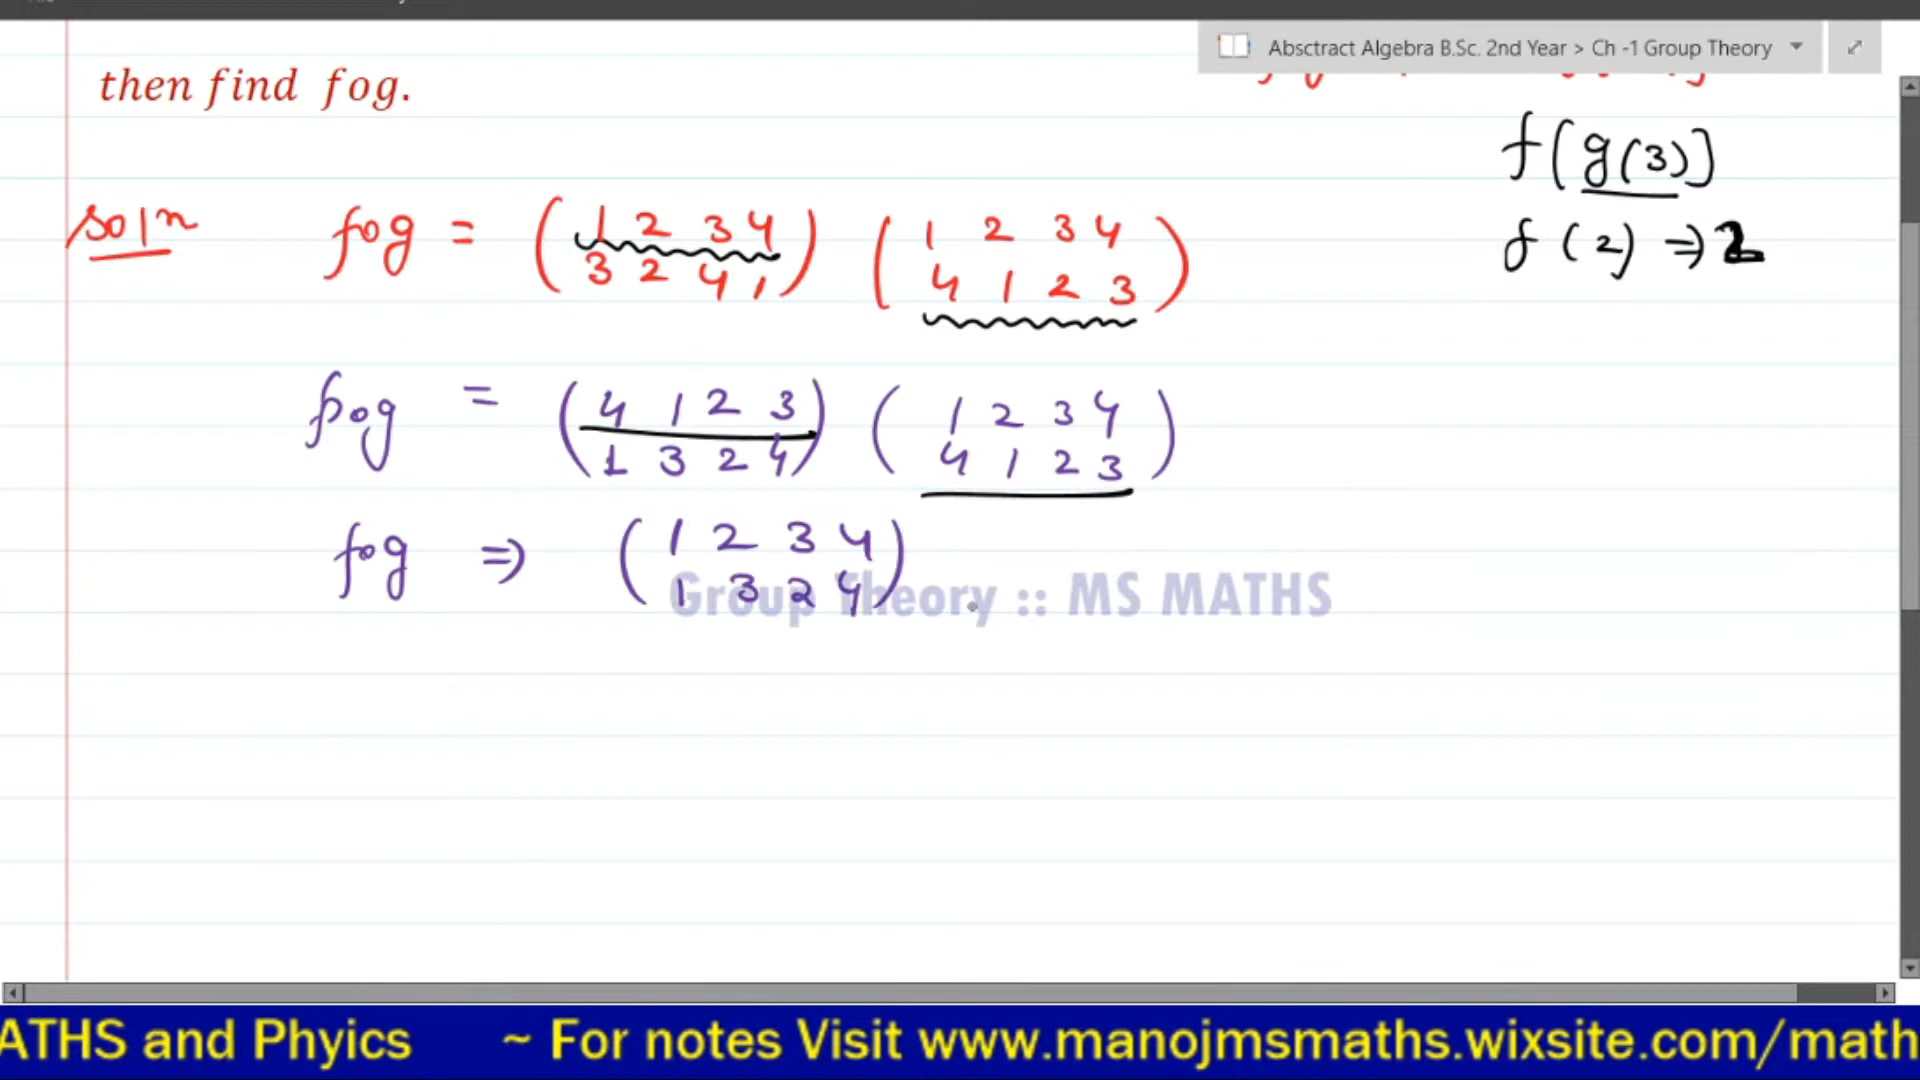 Absctract Algebra B.Sc. 2nd Year > Ch -1 Group Theory
then find fog.
f(g(3)]
f(2) ⇒ 2
soln fog = (1 2 3 4) (1 2 3 4)
3 2 4 1 4 1 2 3
fog = (4 1 2 3) (1 2 3 4)
1 3 2 4 4 1 2 3
fog ⇒ (1 2 3 4)
1 3 2 4
Group Theory :: MS MATHS
ATHS and Phyics ~ For notes Visit www.manojmsmaths.wixsite.com/math